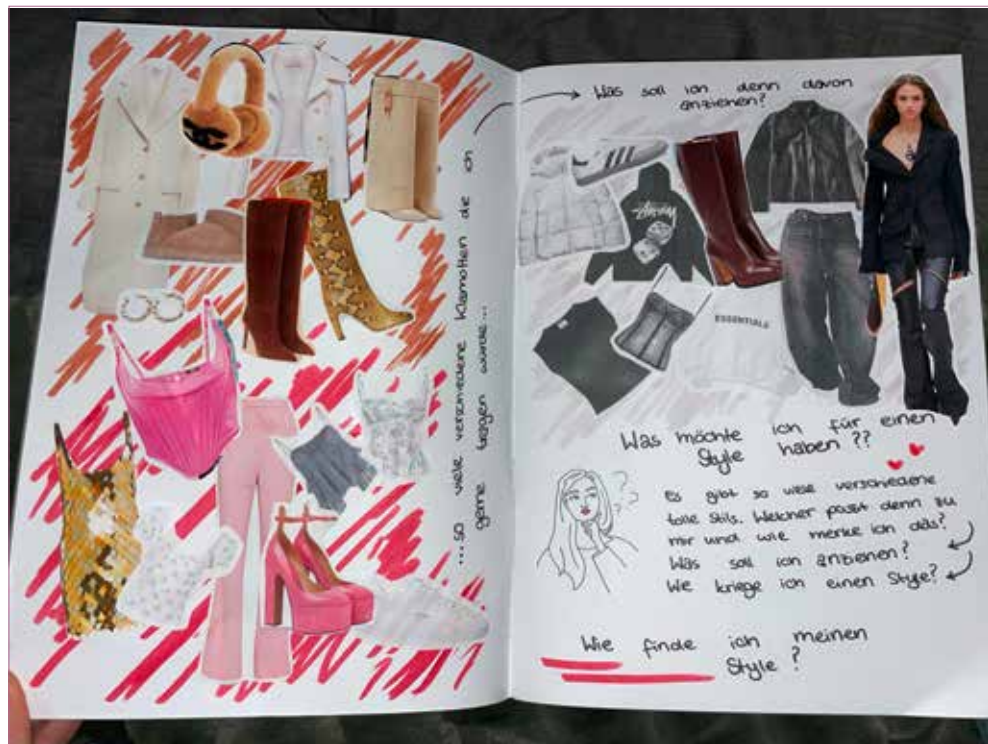 ...so viele verschiedene Klamotten die ich
gerne tragen würde...
Was soll ich denn davon
anziehen?
ESSENTIALS
Was möchte ich für einen
Style haben ??
Es gibt so viele verschiedene
tolle Stils. Welcher passt denn zu
mir und wie merke ich das?
Was soll ich anziehen?
Wie kriege ich einen Style?
Wie finde ich meinen
Style ?